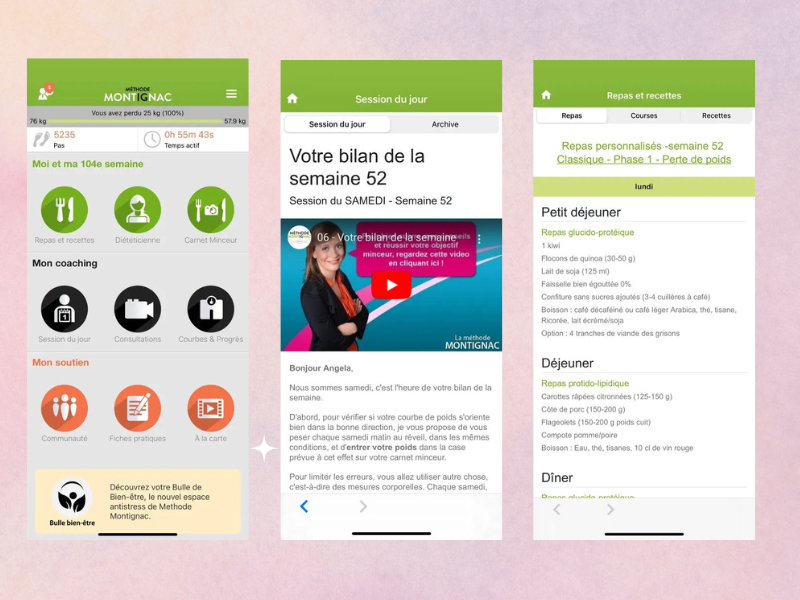 4
MÉTHODE
MONTIGNAC
Vous avez perdu 25 kg (100%)
76 kg
57.9 kg
5235
Pas
0h 55m 43s
Temps actif
Moi et ma 104e semaine
Repas et recettes
Diététicienne
Carnet Minceur
Mon coaching
1
Session du jour
Consultations
Courbes & Progrès
Mon soutien
Communauté
Fiches pratiques
À la carte
Découvrez votre Bulle de
Bien-être, le nouvel espace
antistress de Methode
Montignac.
Bulle bien-être
Session du jour
Session du jour
Archive
Votre bilan de la
semaine 52
Session du SAMEDI - Semaine 52
MÉTHODE
MONTIGNAC
06 - Votre bilan de la semaine
et réussir votre objectif
minceur, regardez cette video
en cliquant ici !
La méthode
MONTIGNAC
Bonjour Angela,
Nous sommes samedi, c'est l'heure de votre bilan de la
semaine.
D'abord, pour vérifier si votre courbe de poids s'oriente
bien dans la bonne direction, je vous propose de vous
peser chaque samedi matin au réveil, dans les mêmes
conditions, et d'entrer votre poids dans la case
prévue à cet effet sur votre carnet minceur.
Pour limiter les erreurs, vous allez utiliser autre chose,
c'est-à-dire des mesures corporelles. Chaque samedi,
Repas et recettes
Repas
Courses
Recettes
Repas personnalisés -semaine 52
Classique - Phase 1 - Perte de poids
lundi
Petit déjeuner
Repas glucido-protéique
1 kiwi
Flocons de quinoa (30-50 g)
Lait de soja (125 ml)
Faisselle bien égouttée 0%
Confiture sans sucres ajoutés (3-4 cuillères à café)
Boisson : café décaféiné ou café léger Arabica, thé, tisane,
Ricorée, lait écrémé/soja
Option : 4 tranches de viande des grisons
Déjeuner
Repas protido-lipidique
Carottes râpées citronnées (125-150 g)
Côte de porc (150-200 g)
Flageolets (150-200 g poids cuit)
Compote pomme/poire
Boisson : Eau, thé, tisanes, 10 cl de vin rouge
Dîner
Repas glucido-protéique